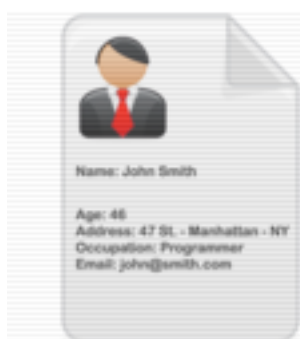 Name: John Smith
Age: 46
Address: 47 St. - Manhattan - NY
Occupation: Programmer
Email: john@smith.com